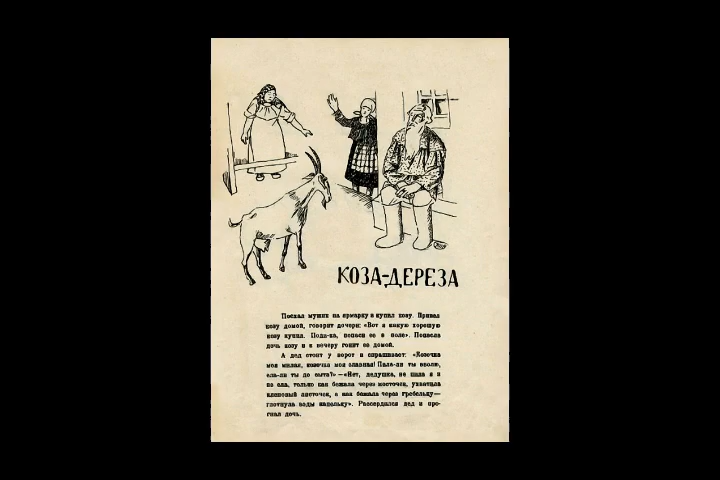 КОЗА-ДЕРЕЗА
Поехал мужик на ярмарку и купил козу. Привел
козу домой, говорит дочери: «Вот я какую хорошую
козу купил. Поди-ка, попаси ее в поле». Попасла
дочь козу и к вечеру гонит ее домой.
А дед стоит у ворот и спрашивает: «Козочка
моя милая, козочка моя славная! Пила-ли ты вволю,
ела-ли ты до сыта?» — «Нет, дедушка, не пила я и
не ела, только как бежала через мосточек, ухватила
кленовый листочек, а как бежала через гребельку —
глотнула воды капельку». Рассердился дед и про-
гнал дочь.